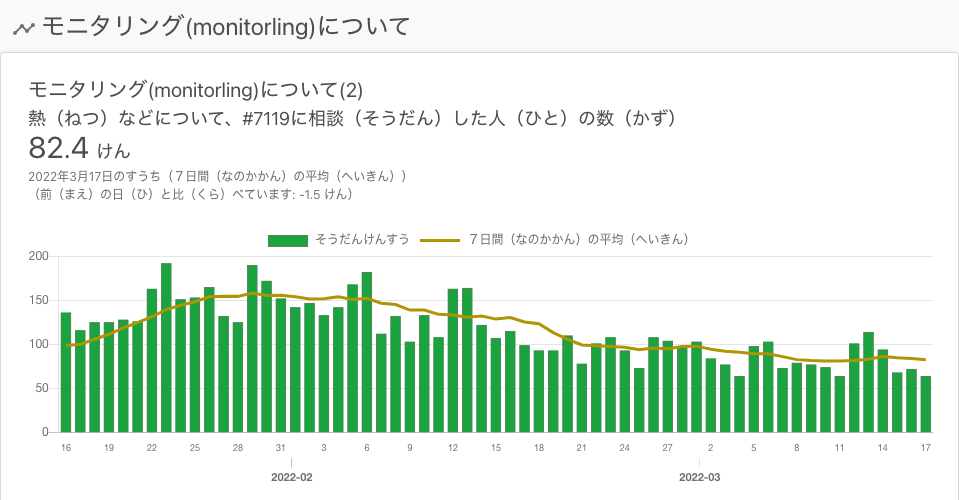 モニタリング(monitorling)について
モニタリング(monitorling)について(2)
熱（ねつ）などについて、#7119に相談（そうだん）した人（ひと）の数（かず）
82.4 けん
2022年3月17日のすうち（７日間（なのかかん）の平均（へいきん））
（前（まえ）の日（ひ）と比（くら）べています: -1.5 けん）
そうだんけんすう ７日間（なのかかん）の平均（へいきん）
200
150
100
50
0
16 19 22 25 28 31 3 6 9 12 15 18 21 24 27 2 5 8 11 14 17
2022-02 2022-03